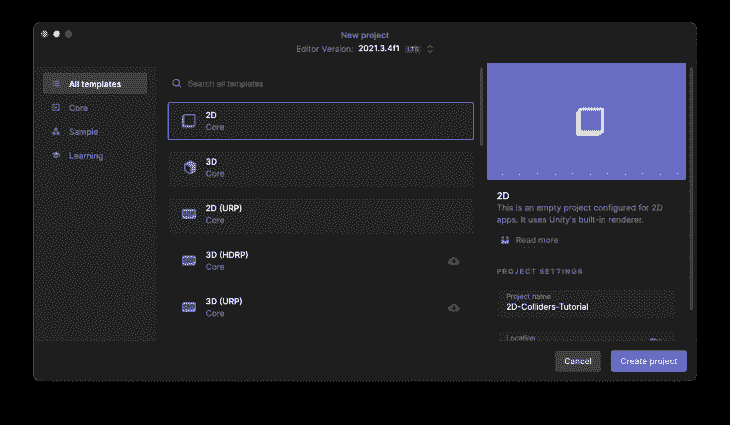 New project
Editor Version: 2021.3.4f1 LTS
All templates
Core
Sample
Learning
Search all templates
2D
Core
3D
Core
2D (URP)
Core
3D (HDRP)
Core
3D (URP)
Core
2D
This is an empty project configured for 2D
apps. It uses Unity's built-in renderer.
Read more
PROJECT SETTINGS
Project name
2D-Colliders-Tutorial
Location
Cancel
Create project